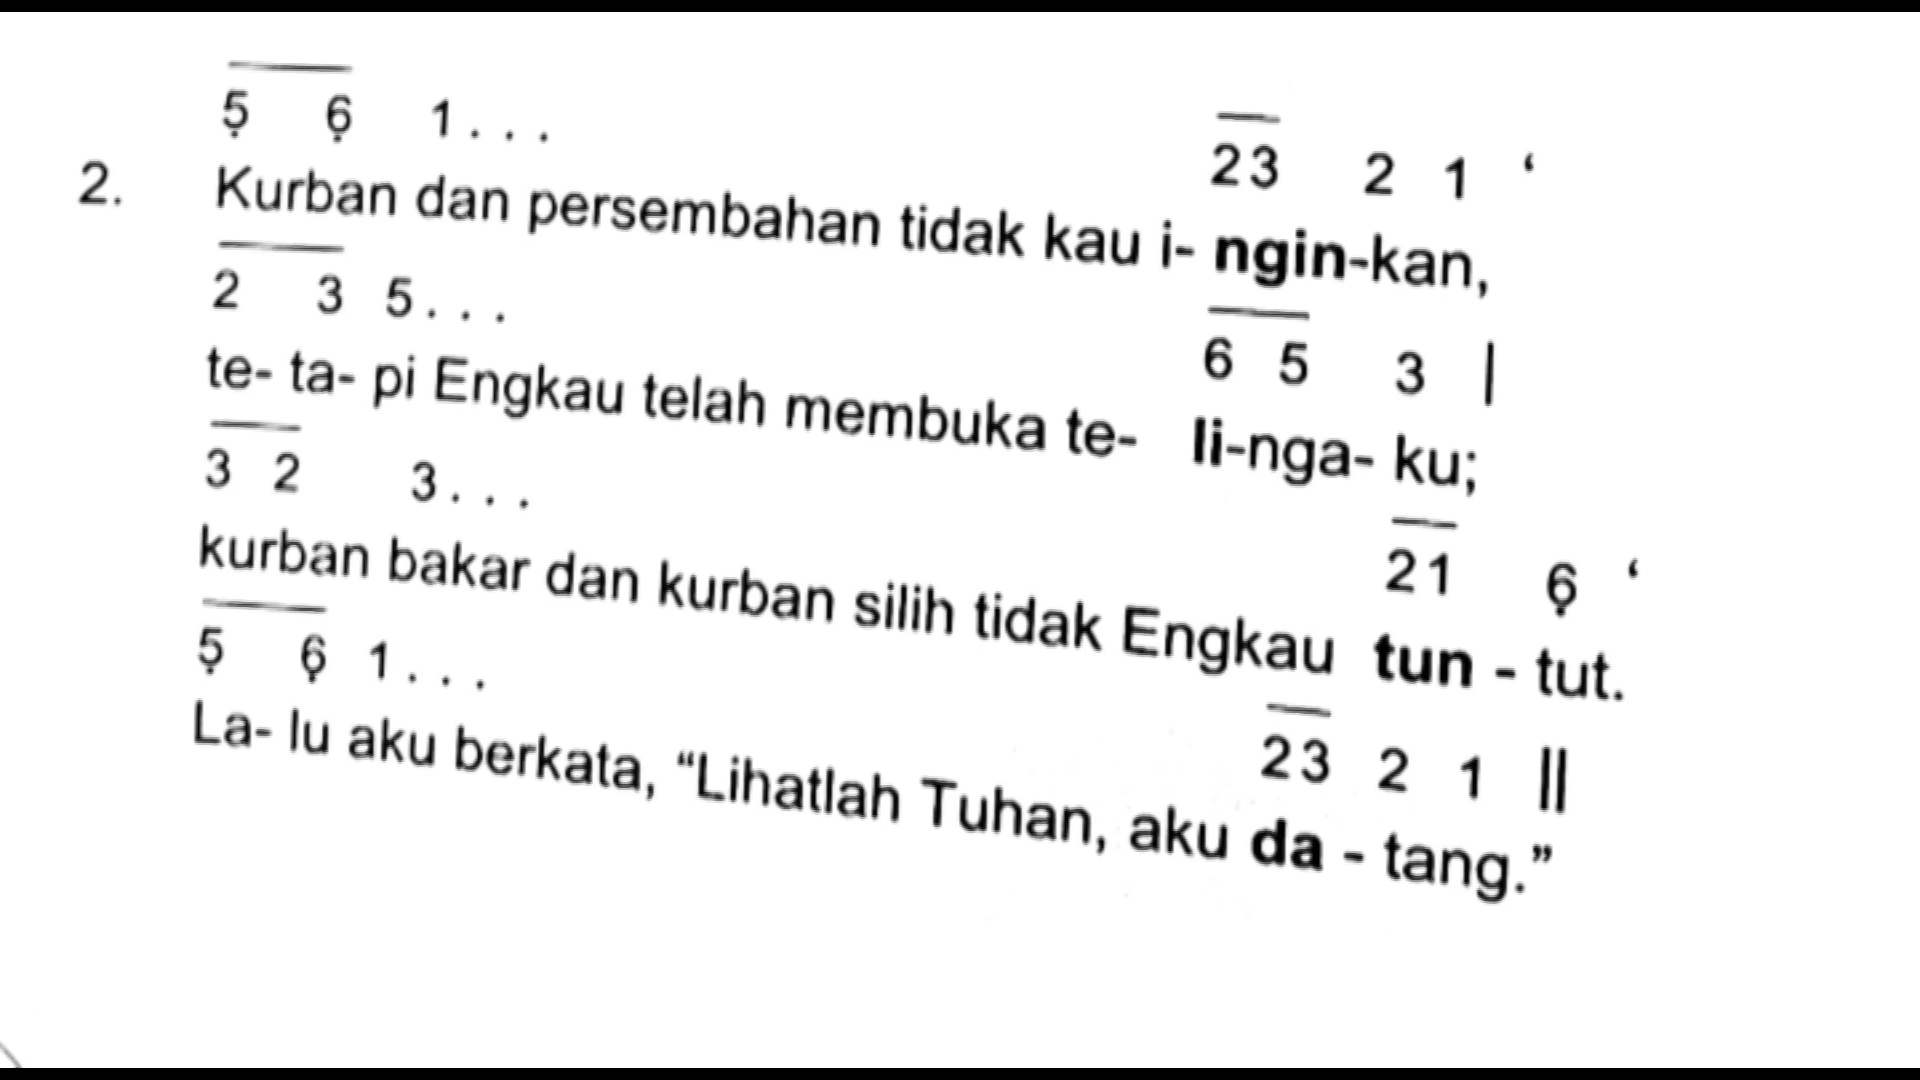 5̣ 6̣ 1 . . . 23 2 1 ‘
2. Kurban dan persembahan tidak kau i- ngin-kan,
2 3 5 . . . 6 5 3 |
te- ta- pi Engkau telah membuka te- li-nga- ku;
3 2 3 . . . 21 6̣ ‘
kurban bakar dan kurban silih tidak Engkau tun - tut.
5̣ 6̣ 1 . . . 23 2 1 ||
La- lu aku berkata, “Lihatlah Tuhan, aku da - tang.”